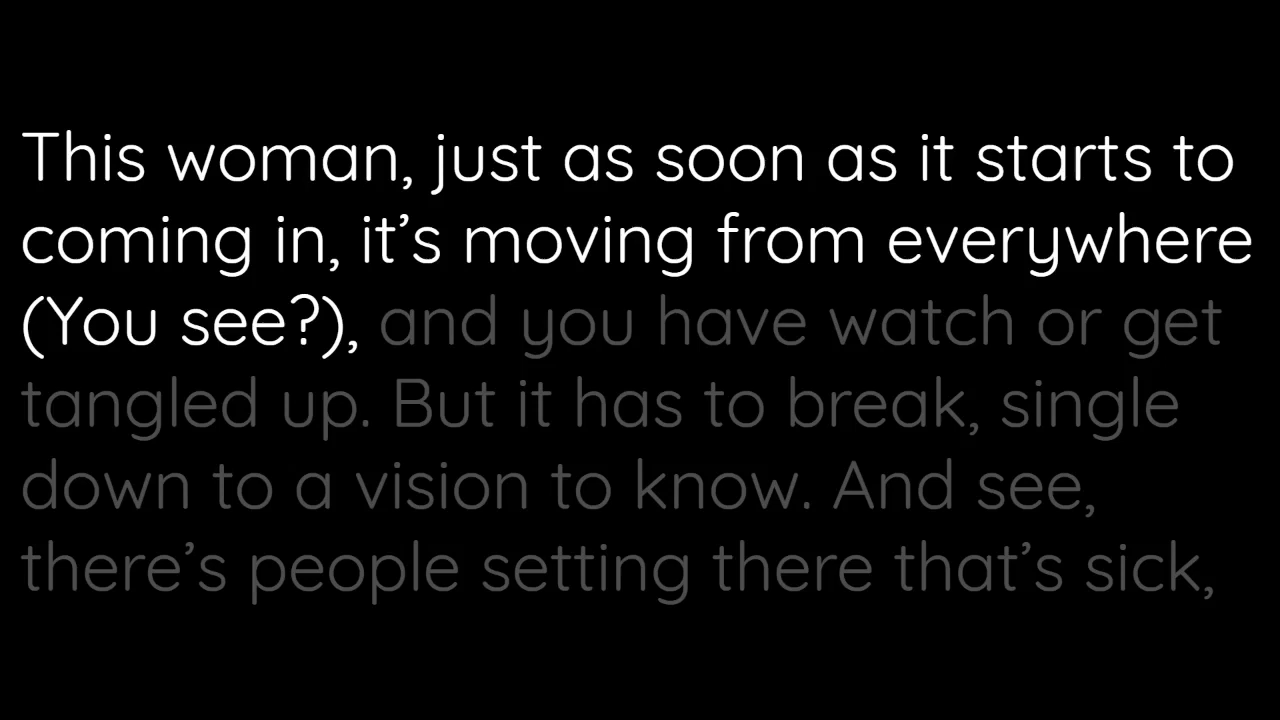 This woman, just as soon as it starts to
coming in, it’s moving from everywhere
(You see?), and you have watch or get
tangled up. But it has to break, single
down to a vision to know. And see,
there’s people setting there that’s sick,